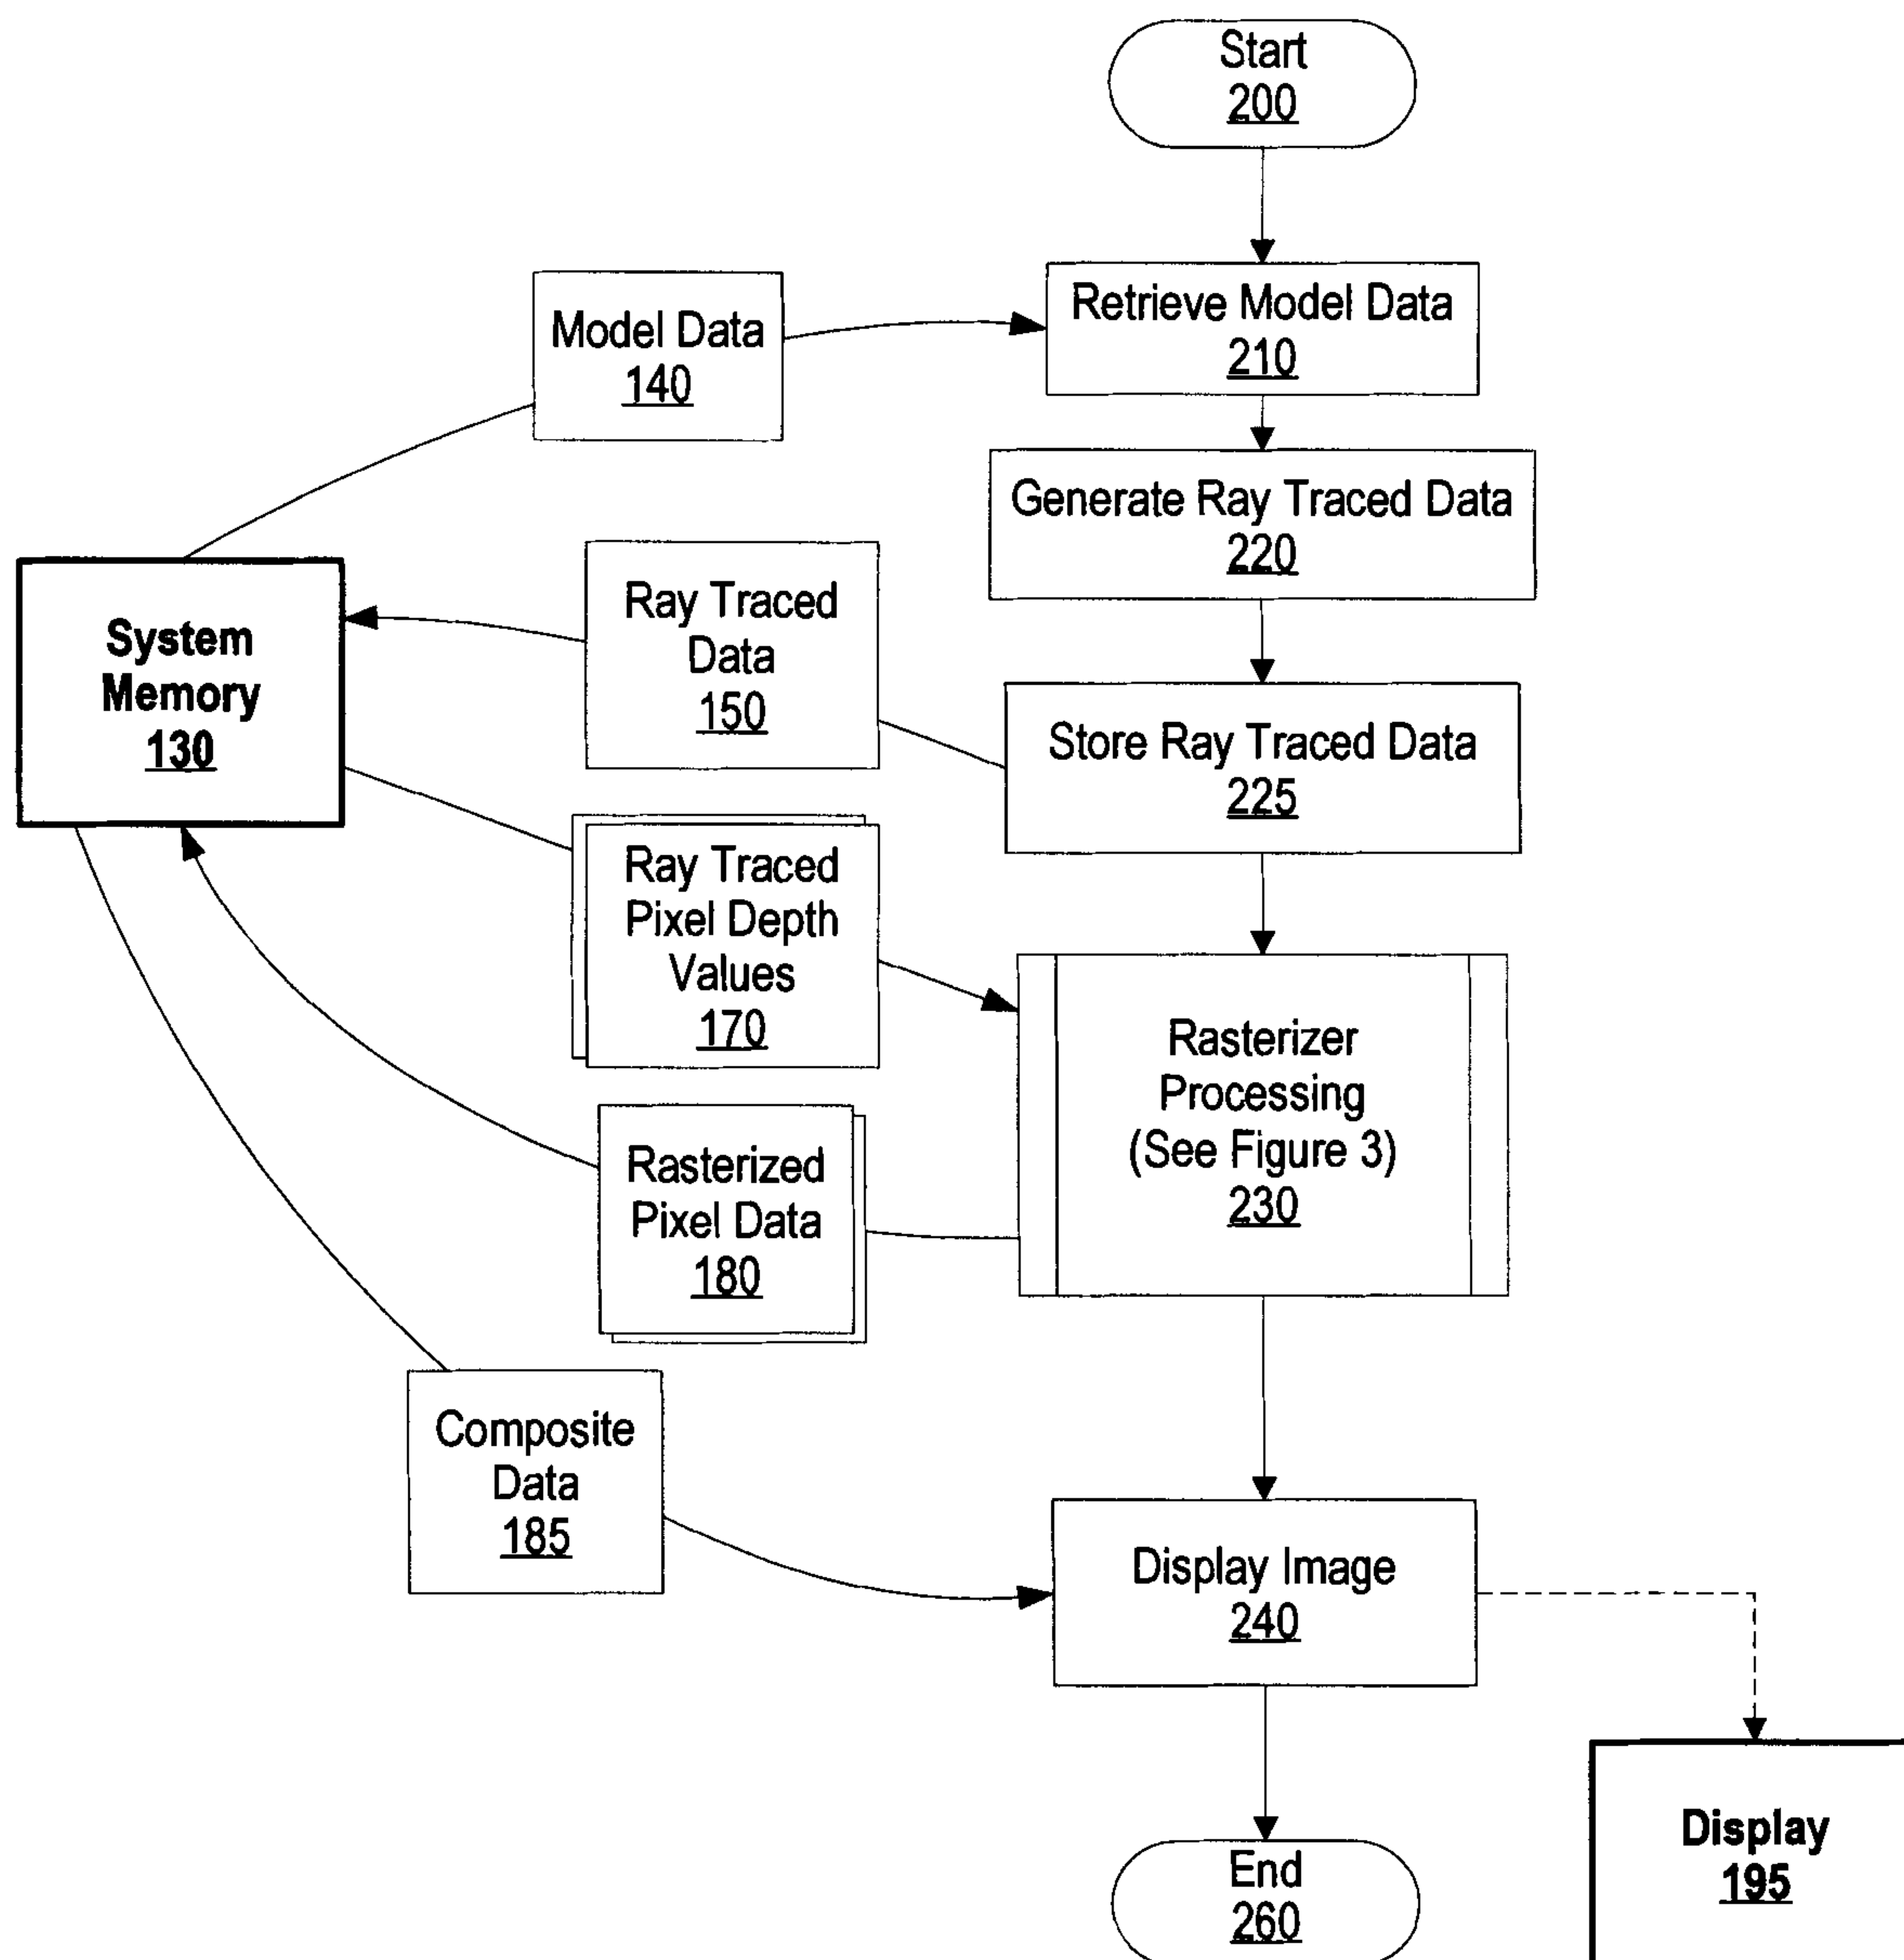 Start
200
Model Data
140
Retrieve Model Data
210
Generate Ray Traced Data
220
System
Memory
130
Ray Traced
Data
150
Store Ray Traced Data
225
Ray Traced
Pixel Depth
Values
170
Rasterizer
Processing
(See Figure 3)
230
Rasterized
Pixel Data
180
Composite
Data
185
Display Image
240
Display
195
End
260